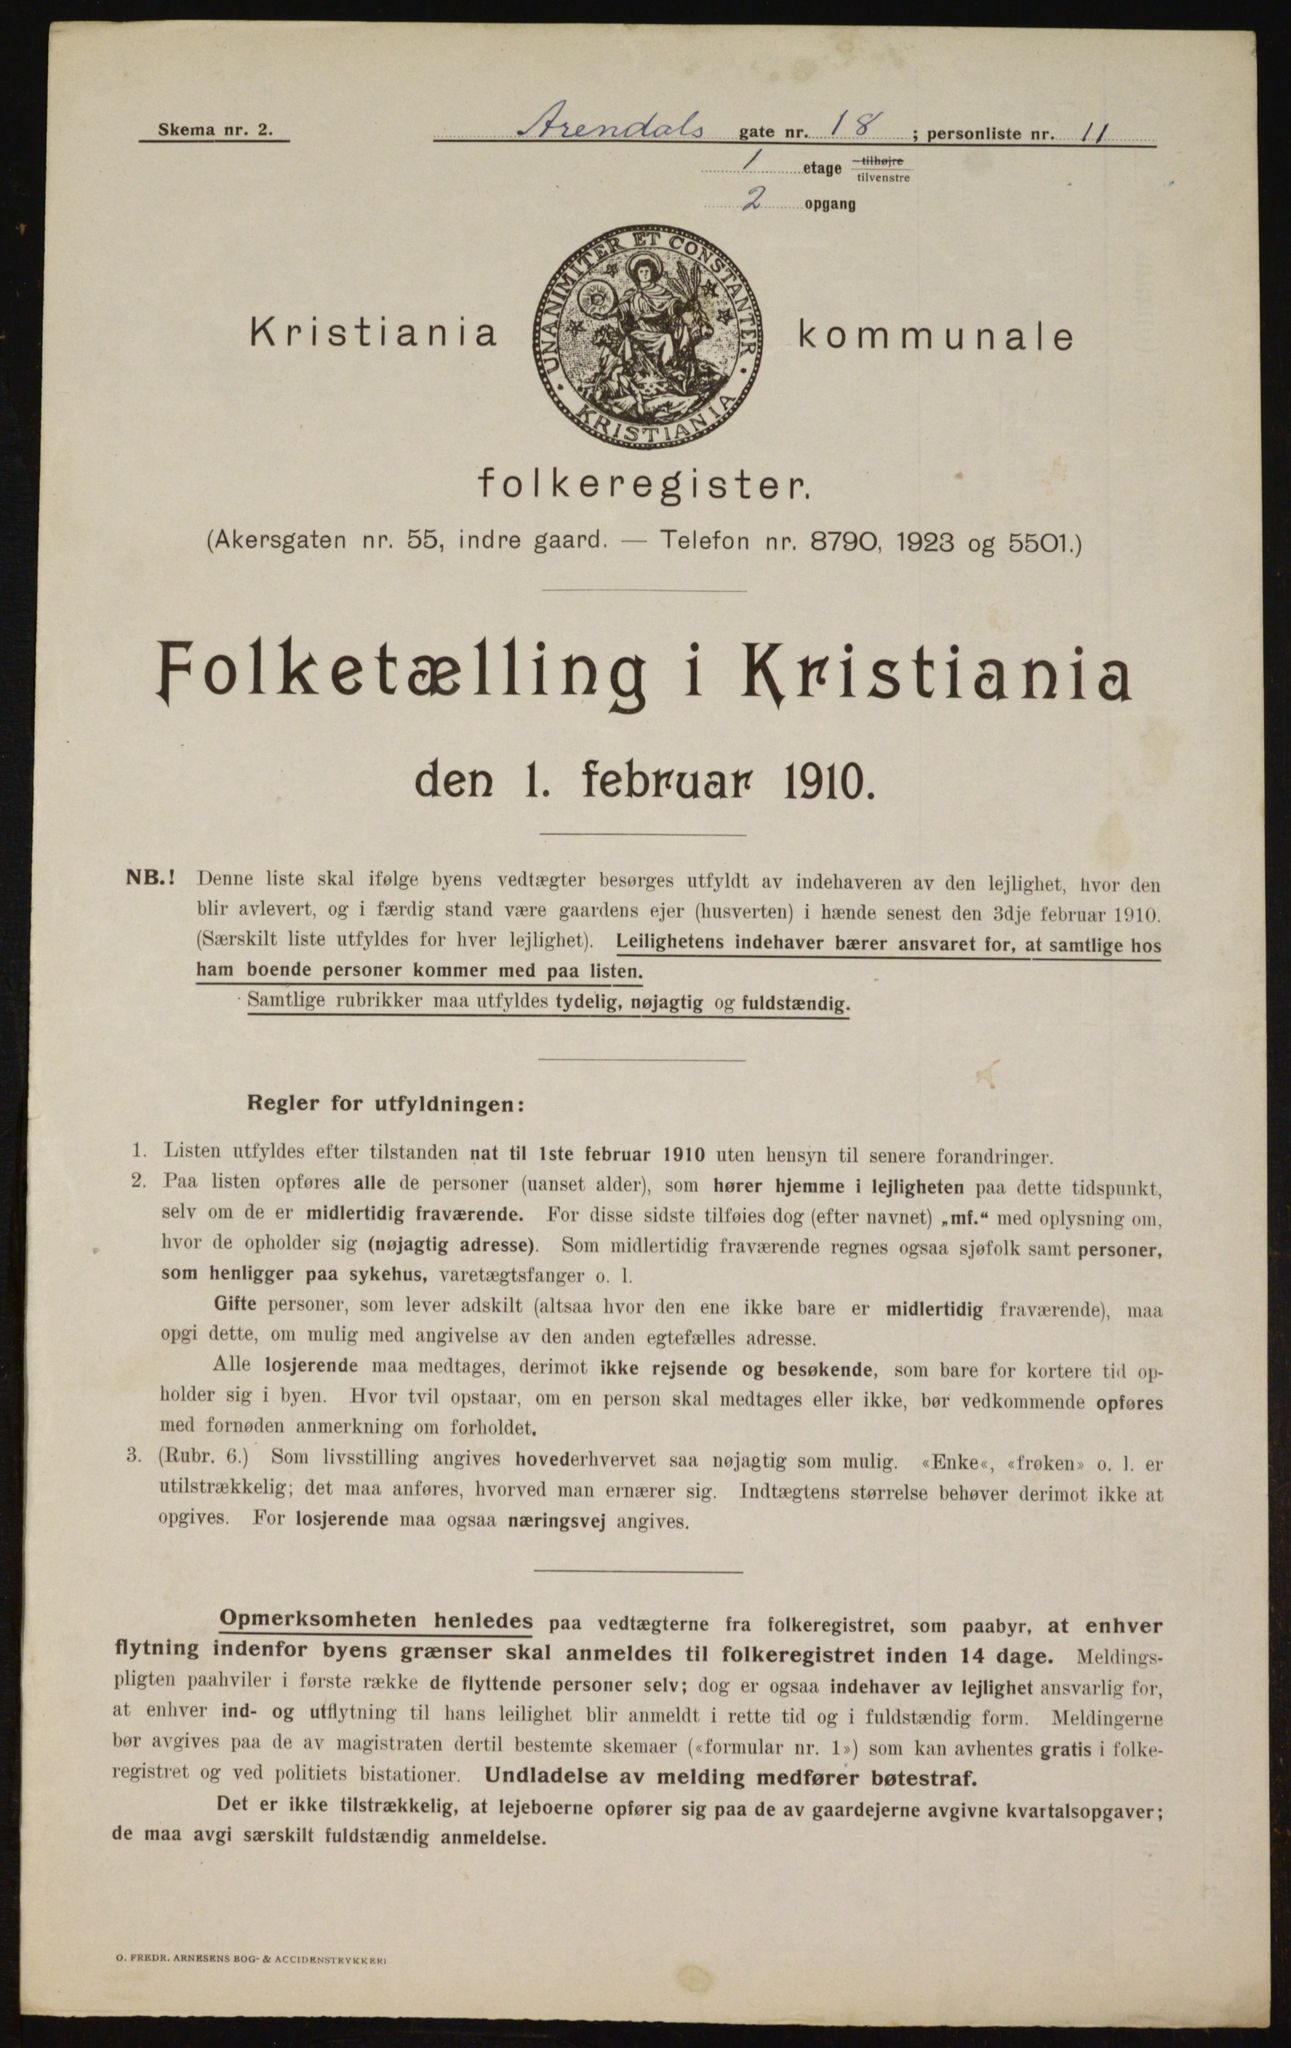 Skema nr. 2.
Arendals gate nr. 18 ; personliste nr. 11
1 etage tilhøjre
tilvenstre
2 opgang
UNANIMITER ET CONSTANTER
KRISTIANIA
Kristiania kommunale
folkeregister.
(Akersgaten nr. 55, indre gaard. — Telefon nr. 8790, 1923 og 5501.)
Folketælling i Kristiania
den 1. februar 1910.
NB.! Denne liste skal ifølge byens vedtægter besørges utfyldt av indehaveren av den lejlighet, hvor den
blir avlevert, og i færdig stand være gaardens ejer (husverten) i hænde senest den 3dje februar 1910.
(Særskilt liste utfyldes for hver lejlighet). Leilighetens indehaver bærer ansvaret for, at samtlige hos
ham boende personer kommer med paa listen.
Samtlige rubrikker maa utfyldes tydelig, nøjagtig og fuldstændig.
Regler for utfyldningen:
1. Listen utfyldes efter tilstanden nat til 1ste februar 1910 uten hensyn til senere forandringer.
2. Paa listen opføres alle de personer (uanset alder), som hører hjemme i lejligheten paa dette tidspunkt,
selv om de er midlertidig fraværende. For disse sidste tilføies dog (efter navnet) „mf.“ med oplysning om,
hvor de opholder sig (nøjagtig adresse). Som midlertidig fraværende regnes ogsaa sjøfolk samt personer,
som henligger paa sykehus, varetægtsfanger o. l.
Gifte personer, som lever adskilt (altsaa hvor den ene ikke bare er midlertidig fraværende), maa
opgi dette, om mulig med angivelse av den anden egtefælles adresse.
Alle losjerende maa medtages, derimot ikke rejsende og besøkende, som bare for kortere tid op-
holder sig i byen. Hvor tvil opstaar, om en person skal medtages eller ikke, bør vedkommende opføres
med fornøden anmerkning om forholdet.
3. (Rubr. 6.) Som livsstilling angives hovederhvervet saa nøjagtig som mulig. «Enke«, «frøken» o. l. er
utilstrækkelig; det maa anføres, hvorved man ernærer sig. Indtægtens størrelse behøver derimot ikke at
opgives. For losjerende maa ogsaa næringsvej angives.
Opmerksomheten henledes paa vedtægterne fra folkeregistret, som paabyr, at enhver
flytning indenfor byens grænser skal anmeldes til folkeregistret inden 14 dage. Meldings-
pligten paahviler i første række de flyttende personer selv; dog er ogsaa indehaver av lejlighet ansvarlig for,
at enhver ind- og utflytning til hans leilighet blir anmeldt i rette tid og i fuldstændig form. Meldingerne
bør avgives paa de av magistraten dertil bestemte skemaer («formular nr. 1») som kan avhentes gratis i folke-
registret og ved politiets bistationer. Undladelse av melding medfører bøtestraf.
Det er ikke tilstrækkelig, at lejeboerne opfører sig paa de av gaardejerne avgivne kvartalsopgaver;
de maa avgi særskilt fuldstændig anmeldelse.
O. FREDR. ARNESENS BOG- & ACCIDENSTRYKKERI